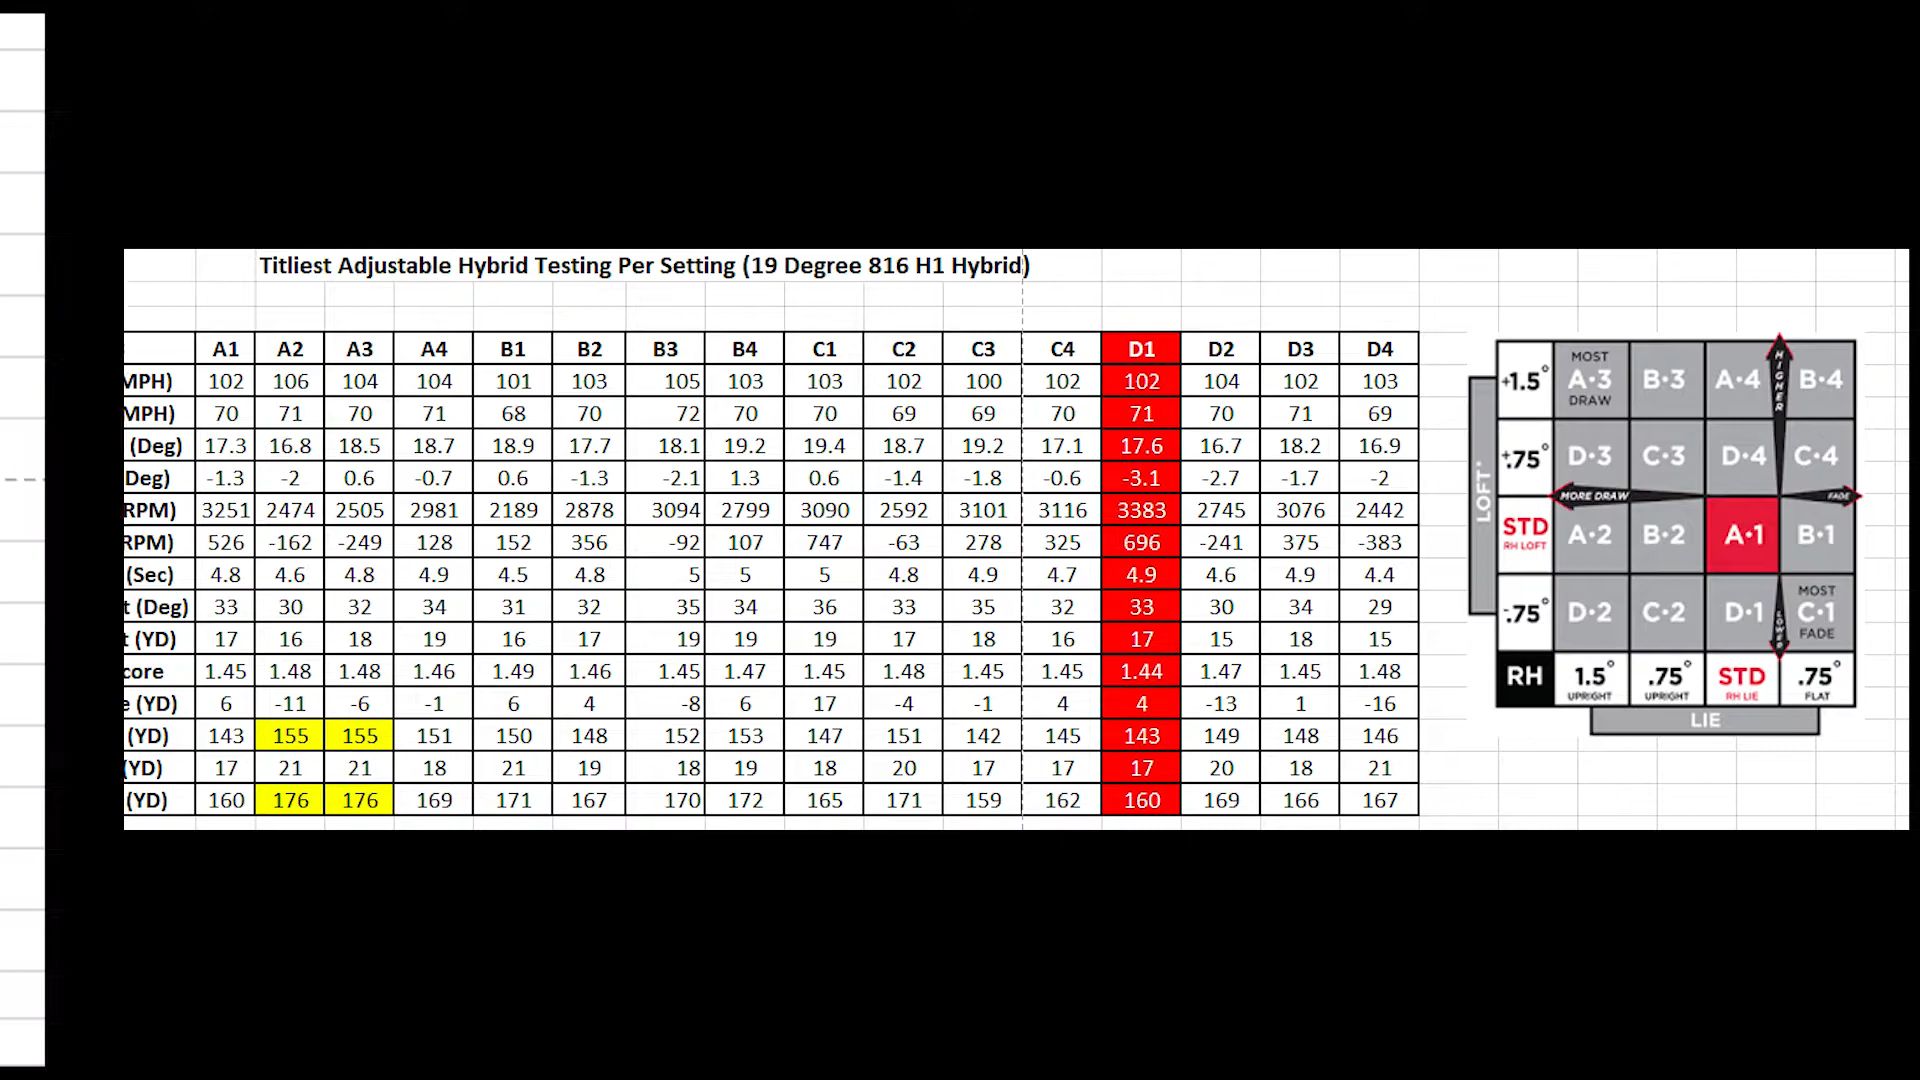 Titliest Adjustable Hybrid Testing Per Setting (19 Degree 816 H1 Hybrid)
A1 A2 A3 A4 B1 B2 B3 B4 C1 C2 C3 C4 D1 D2 D3 D4
MPH) 102 106 104 104 101 103 105 103 103 102 100 102 102 104 102 103
MPH) 70 71 70 71 68 70 72 70 70 69 69 70 71 70 71 69
(Deg) 17.3 16.8 18.5 18.7 18.9 17.7 18.1 19.2 19.4 18.7 19.2 17.1 17.6 16.7 18.2 16.9
Deg) -1.3 -2 0.6 -0.7 0.6 -1.3 -2.1 1.3 0.6 -1.4 -1.8 -0.6 -3.1 -2.7 -1.7 -2
RPM) 3251 2474 2505 2981 2189 2878 3094 2799 3090 2592 3101 3116 3383 2745 3076 2442
RPM) 526 -162 -249 128 152 356 -92 107 747 -63 278 325 696 -241 375 -383
(Sec) 4.8 4.6 4.8 4.9 4.5 4.8 5 5 5 4.8 4.9 4.7 4.9 4.6 4.9 4.4
t (Deg) 33 30 32 34 31 32 35 34 36 33 35 32 33 30 34 29
t (YD) 17 16 18 19 16 17 19 19 19 17 18 16 17 15 18 15
core 1.45 1.48 1.48 1.46 1.49 1.46 1.45 1.47 1.45 1.48 1.45 1.45 1.44 1.47 1.45 1.48
e (YD) 6 -11 -6 -1 6 4 -8 6 17 -4 -1 4 4 -13 1 -16
(YD) 143 155 155 151 150 148 152 153 147 151 142 145 143 149 148 146
(YD) 17 21 21 18 21 19 18 19 18 20 17 17 17 20 18 21
(YD) 160 176 176 169 171 167 170 172 165 171 159 162 160 169 166 167
LOFT*
+1.5° MOST A•3 DRAW B•3 A•4 B•4
HIGHER
+.75° D•3 C•3 D•4 C•4
MORE DRAW FADE
STD RH LOFT A•2 B•2 A•1 B•1
-.75° D•2 C•2 D•1 MOST C•1 FADE
LOWER
RH 1.5° UPRIGHT .75° UPRIGHT STD RH LIE .75° FLAT
LIE